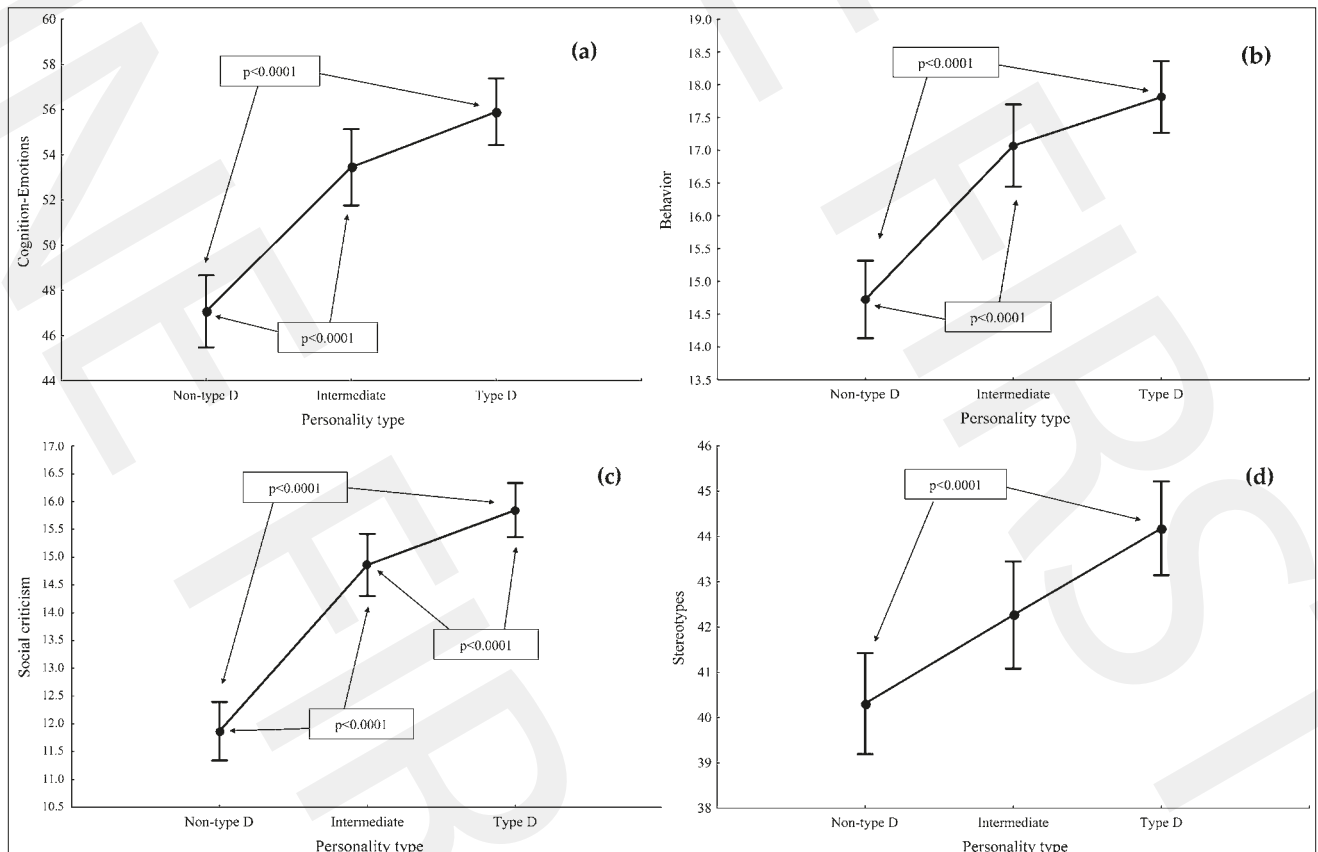 (a)
60
58
56
54
52
50
48
46
44
Cognition-Emotions
p<0.0001
p<0.0001
Non-type D Intermediate Type D
Personality type
(b)
19.0
18.5
18.0
17.5
17.0
16.5
16.0
15.5
15.0
14.5
14.0
13.5
Behavior
p<0.0001
p<0.0001
Non-type D Intermediate Type D
Personality type
(c)
17.0
16.5
16.0
15.5
15.0
14.5
14.0
13.5
13.0
12.5
12.0
11.5
11.0
10.5
Social criticism
p<0.0001
p<0.0001
p<0.0001
Non-type D Intermediate Type D
Personality type
(d)
46
45
44
43
42
41
40
39
38
Stereotypes
p<0.0001
Non-type D Intermediate Type D
Personality type